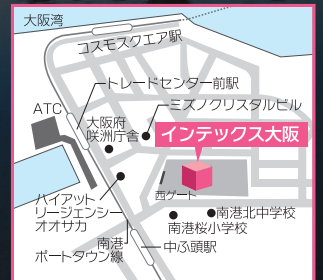 大阪湾
コスモスクエア駅
トレードセンター前駅
ATC
ミズノクリスタルビル
大阪府
咲洲庁舎
インテックス大阪
西ゲート
ハイアット
リージェンシー
オオサカ
南港北中学校
南港桜小学校
南港
ポートタウン線
中ふ頭駅